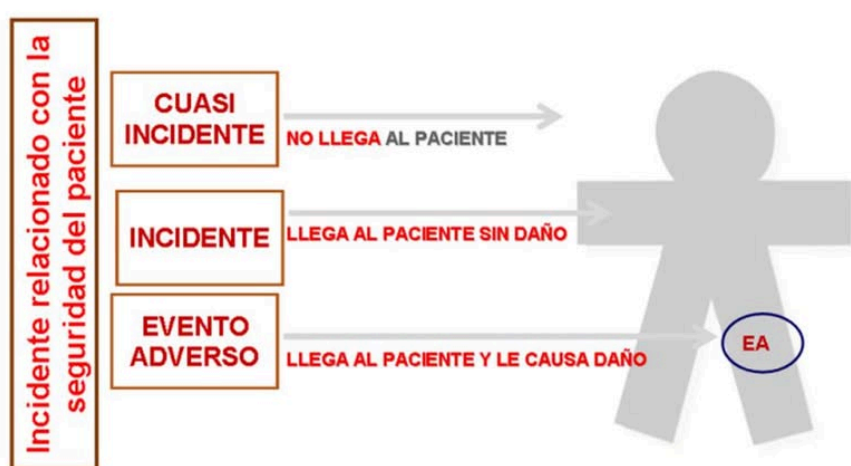 Incidente relacionado con la
seguridad del paciente
CUASI
INCIDENTE
NO LLEGA AL PACIENTE
INCIDENTE
LLEGA AL PACIENTE SIN DAÑO
EVENTO
ADVERSO
LLEGA AL PACIENTE Y LE CAUSA DAÑO
EA